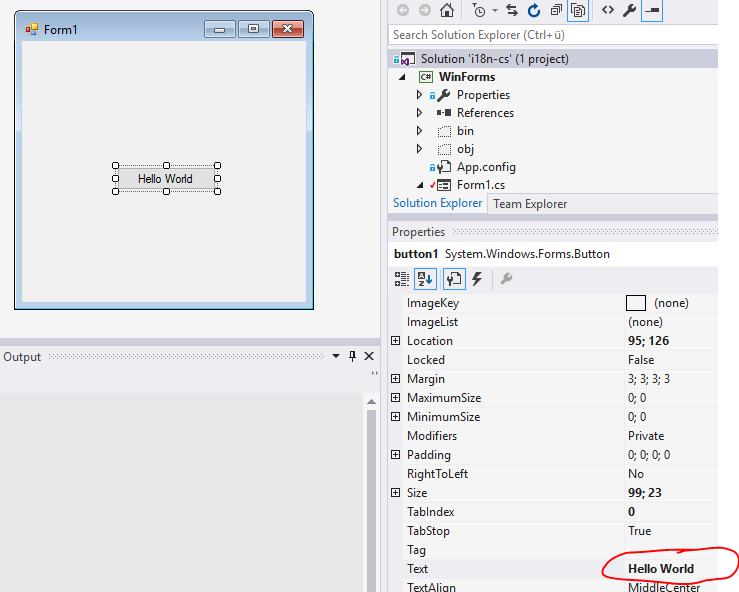 Form1
Hello World
Output
Search Solution Explorer (Ctrl+ü)
Solution 'i18n-cs' (1 project)
C# WinForms
Properties
References
bin
obj
App.config
Form1.cs
Solution Explorer Team Explorer
Properties
button1 System.Windows.Forms.Button
ImageKey (none)
ImageList (none)
Location 95; 126
Locked False
Margin 3; 3; 3; 3
MaximumSize 0; 0
MinimumSize 0; 0
Modifiers Private
Padding 0; 0; 0; 0
RightToLeft No
Size 99; 23
TabIndex 0
TabStop True
Tag
Text Hello World
TextAlign MiddleCenter